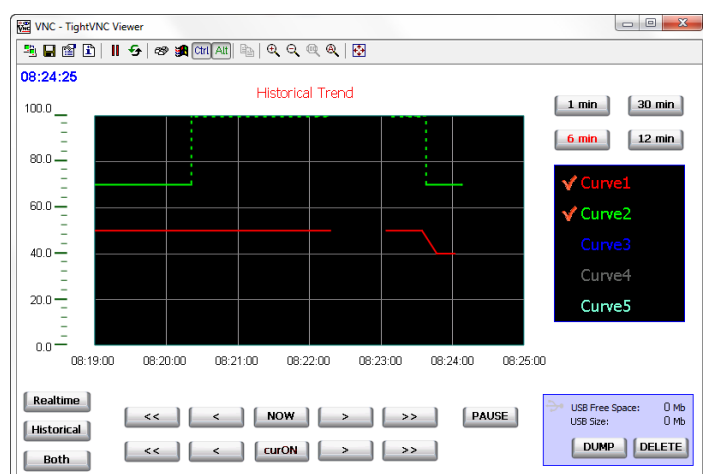 VNC - TightVNC Viewer
Ctrl Alt
08:24:25
Historical Trend
100.0
80.0
60.0
40.0
20.0
0.0
08:19:00 08:20:00 08:21:00 08:22:00 08:23:00 08:24:00 08:25:00
1 min 30 min
6 min 12 min
Curve1
Curve2
Curve3
Curve4
Curve5
Realtime
Historical
Both
<< < NOW > >> PAUSE
<< < curON > >>
USB Free Space: 0 Mb
USB Size: 0 Mb
DUMP DELETE